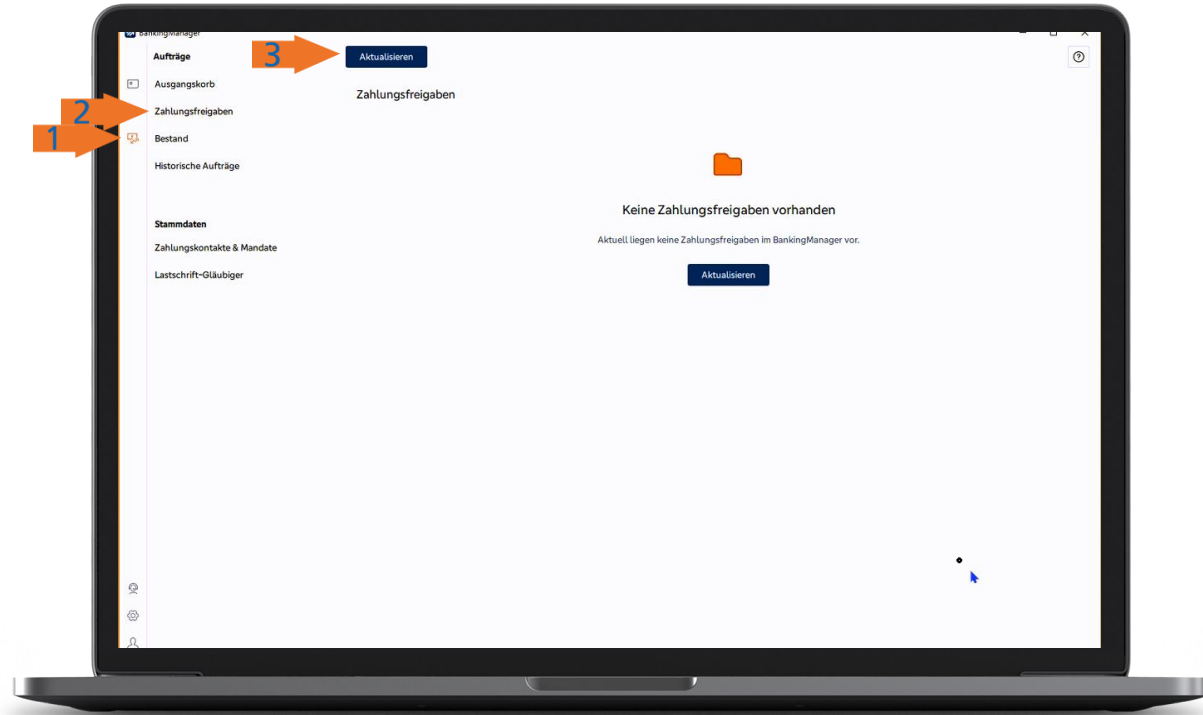 BankingManager
Aufträge
3
Aktualisieren
Ausgangskorb
Zahlungsfreigaben
2
Zahlungsfreigaben
1
Bestand
Historische Aufträge
Keine Zahlungsfreigaben vorhanden
Stammdaten
Aktuell liegen keine Zahlungsfreigaben im BankingManager vor.
Zahlungskontakte & Mandate
Lastschrift-Gläubiger
Aktualisieren